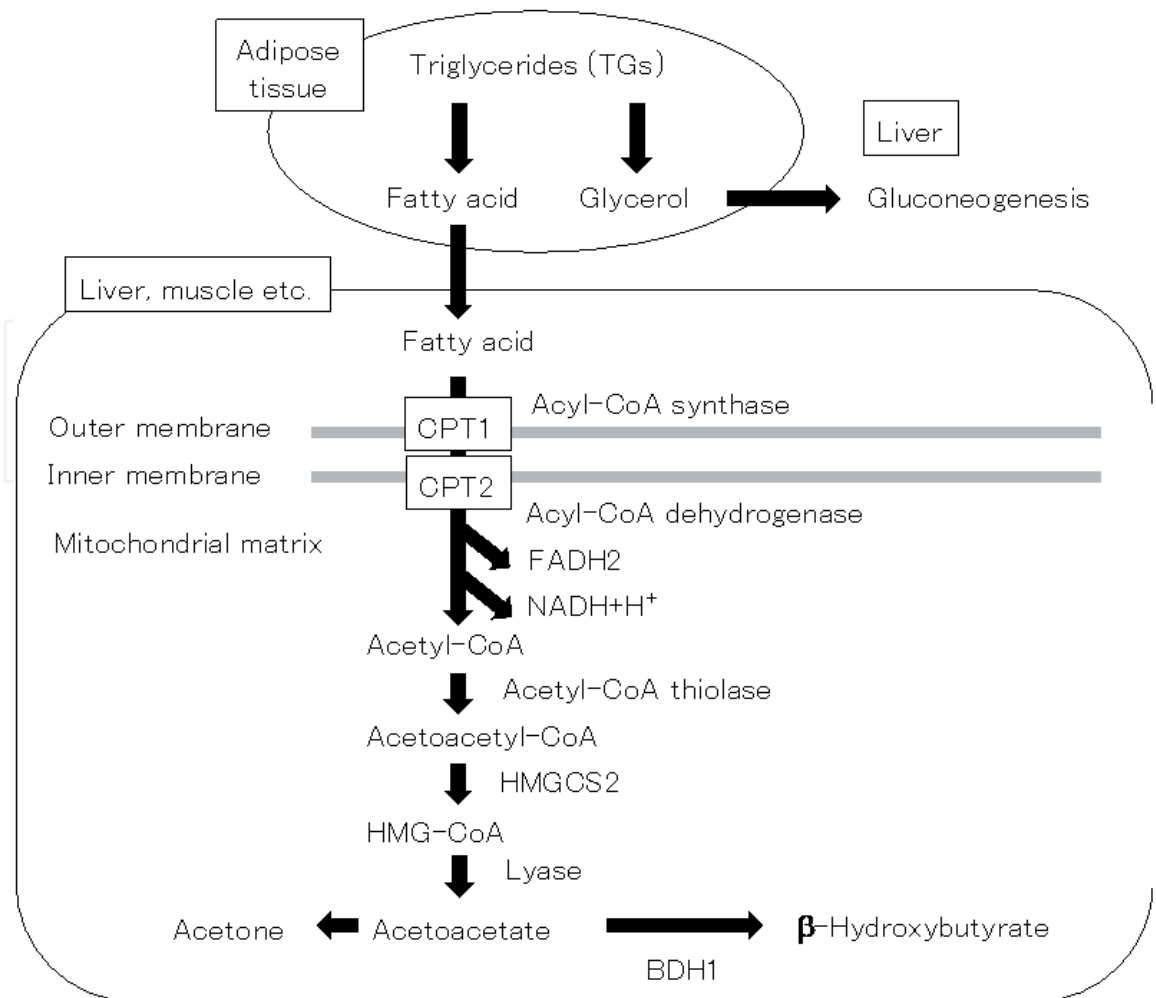 Adipose
tissue
Triglycerides (TGs)
Liver
Fatty acid
Glycerol
Gluconeogenesis
Liver, muscle etc.
Fatty acid
Acyl-CoA synthase
Outer membrane
CPT1
Inner membrane
CPT2
Acyl-CoA dehydrogenase
Mitochondrial matrix
FADH2
NADH+H⁺
Acetyl-CoA
Acetyl-CoA thiolase
Acetoacetyl-CoA
HMGCS2
HMG-CoA
Lyase
Acetone
Acetoacetate
β-Hydroxybutyrate
BDH1